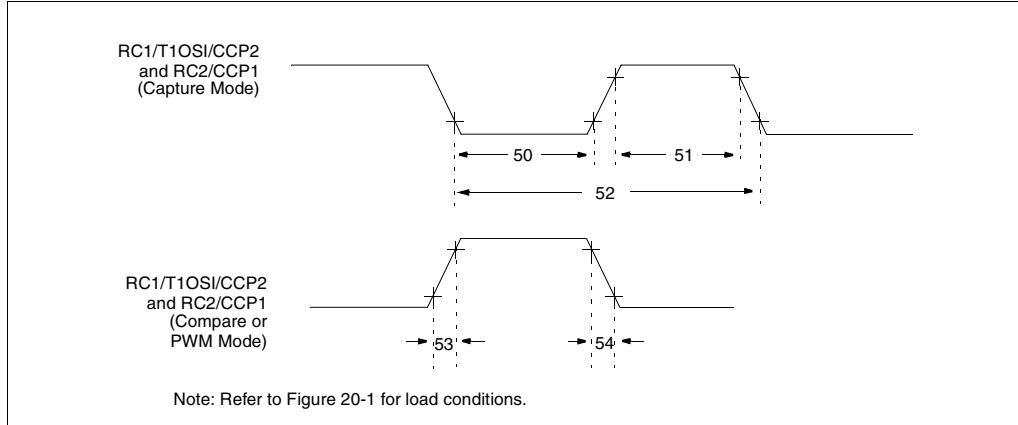 RC1/T1OSI/CCP2
and RC2/CCP1
(Capture Mode)
50
51
52
RC1/T1OSI/CCP2
and RC2/CCP1
(Compare or
PWM Mode)
53
54
Note: Refer to Figure 20-1 for load conditions.